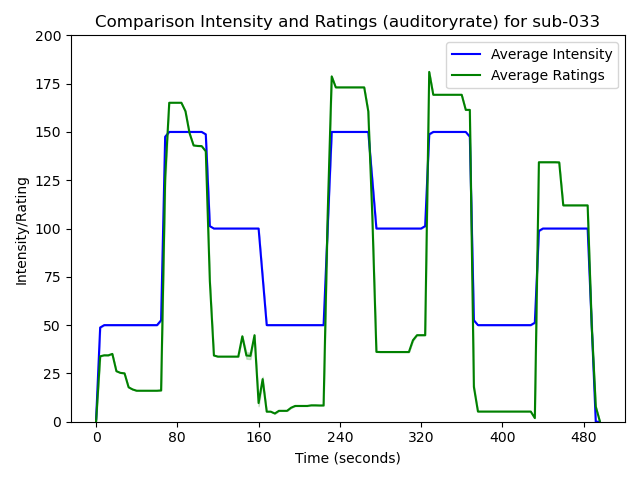 Comparison Intensity and Ratings (auditoryrate) for sub-033
Average Intensity
Average Ratings
Intensity/Rating
200
175
150
125
100
75
50
25
0
0 80 160 240 320 400 480
Time (seconds)